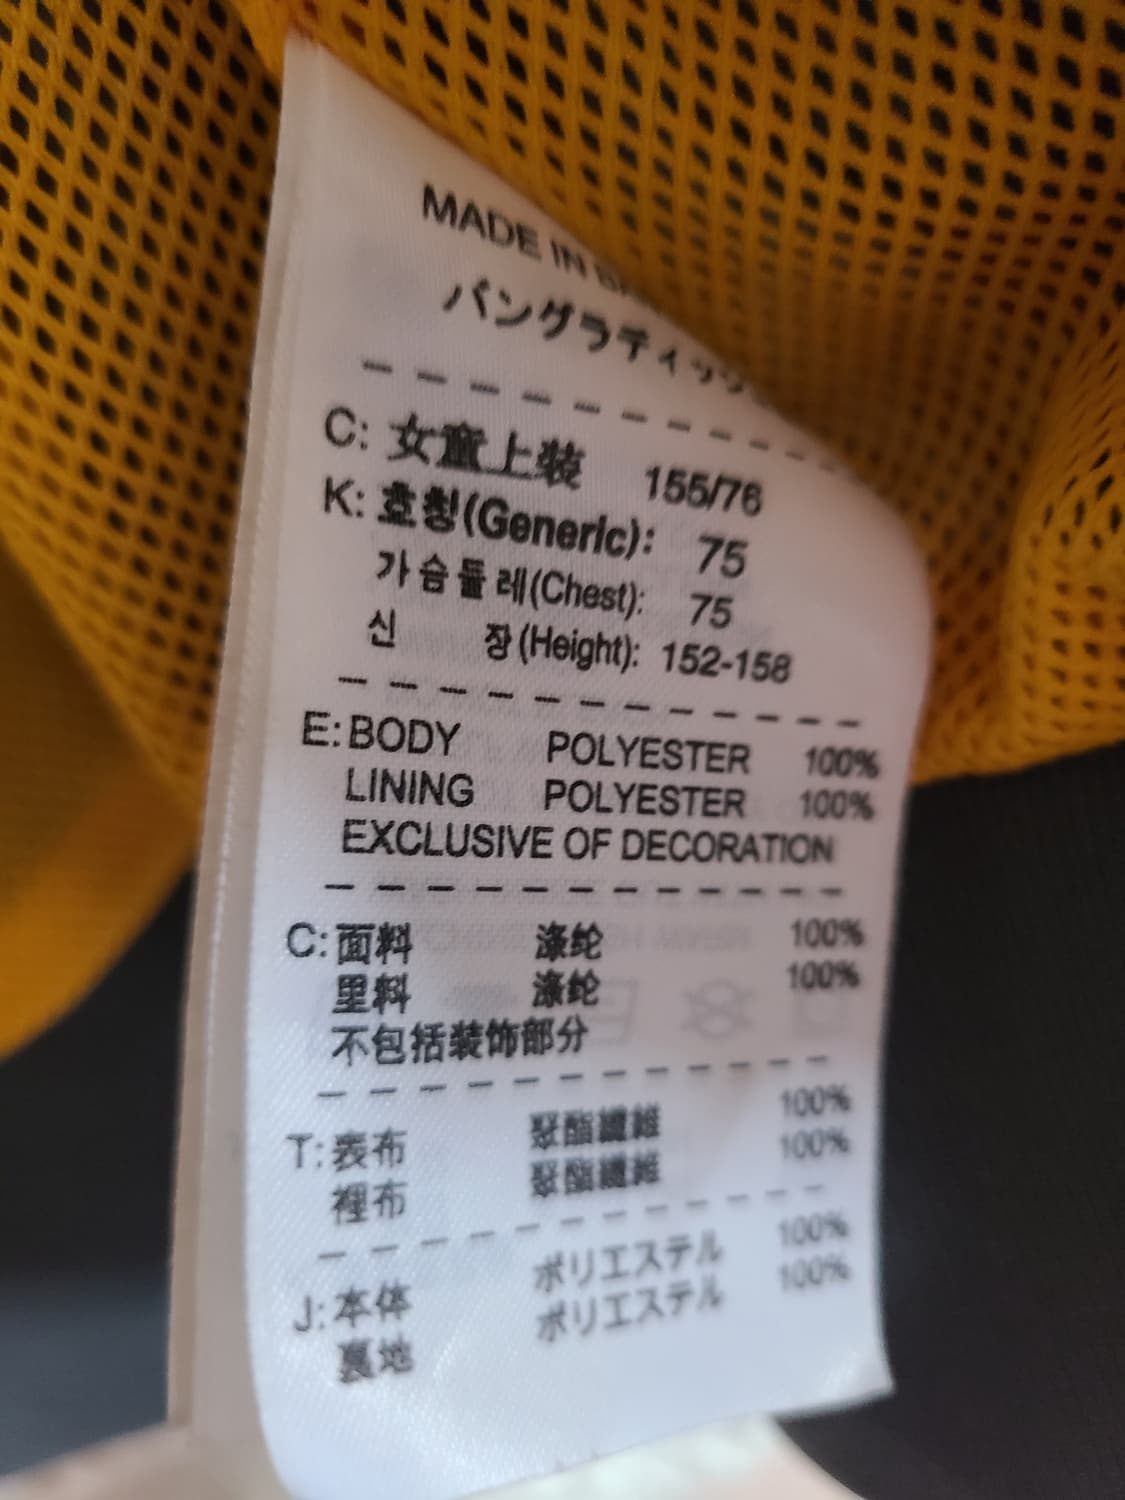 MADE IN
バングラディッ
C: 女童上装 155/76
K: 호칭(Generic): 75
가슴둘레(Chest): 75
신 장(Height): 152-158
E: BODY POLYESTER 100%
LINING POLYESTER 100%
EXCLUSIVE OF DECORATION
C: 面料 涤纶 100%
里料 涤纶 100%
不包括装饰部分
T: 表布 聚酯纖維 100%
裡布 聚酯纖維 100%
J: 本体 ポリエステル 100%
裏地 ポリエステル 100%